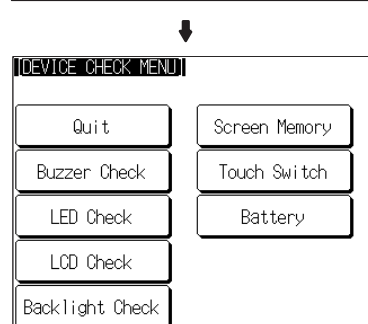 [DEVICE CHECK MENU]
Quit
Buzzer Check
LED Check
LCD Check
Backlight Check
Screen Memory
Touch Switch
Battery